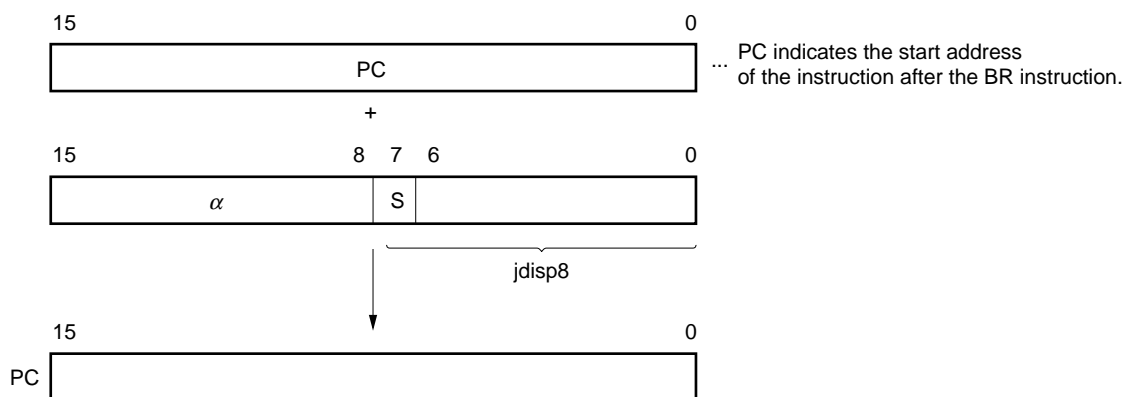 15 0
PC
... PC indicates the start address
of the instruction after the BR instruction.
+
15 8 7 6 0
α S
jdisp8
15 0
PC